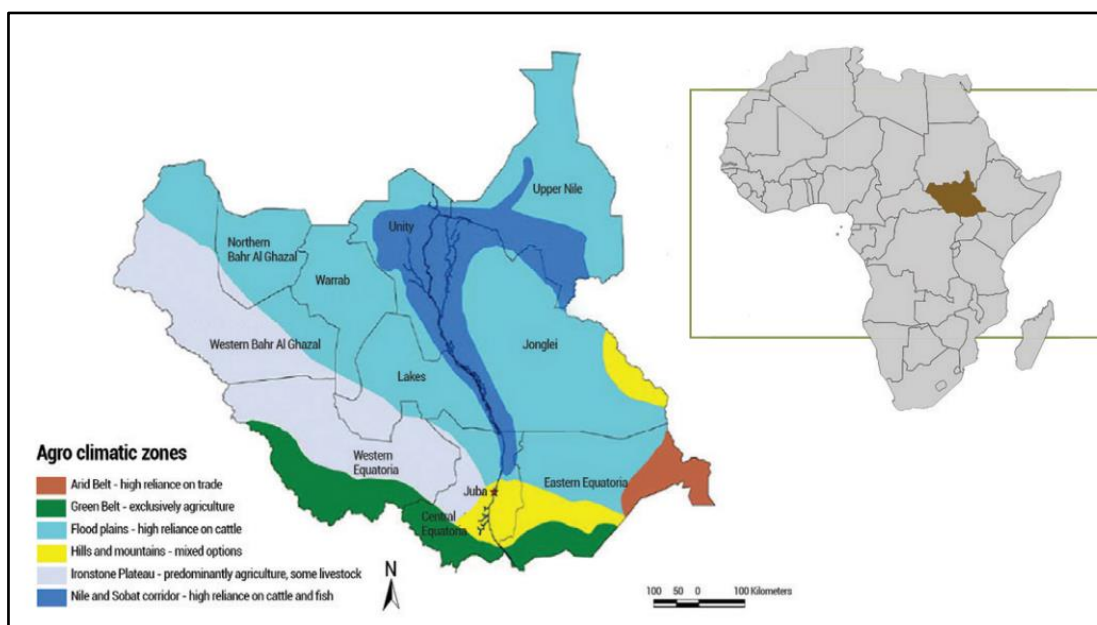 Upper Nile
Unity
Northern
Bahr Al Ghazal
Warrab
Western Bahr Al Ghazal
Jonglei
Lakes
Western
Equatoria
Eastern Equatoria
Juba
Central
Equatoria
Agro climatic zones
Arid Belt - high reliance on trade
Green Belt - exclusively agriculture
Flood plains - high reliance on cattle
Hills and mountains - mixed options
Ironstone Plateau - predominantly agriculture, some livestock
Nile and Sobat corridor - high reliance on cattle and fish
N
100 50 0 100 Kilometers